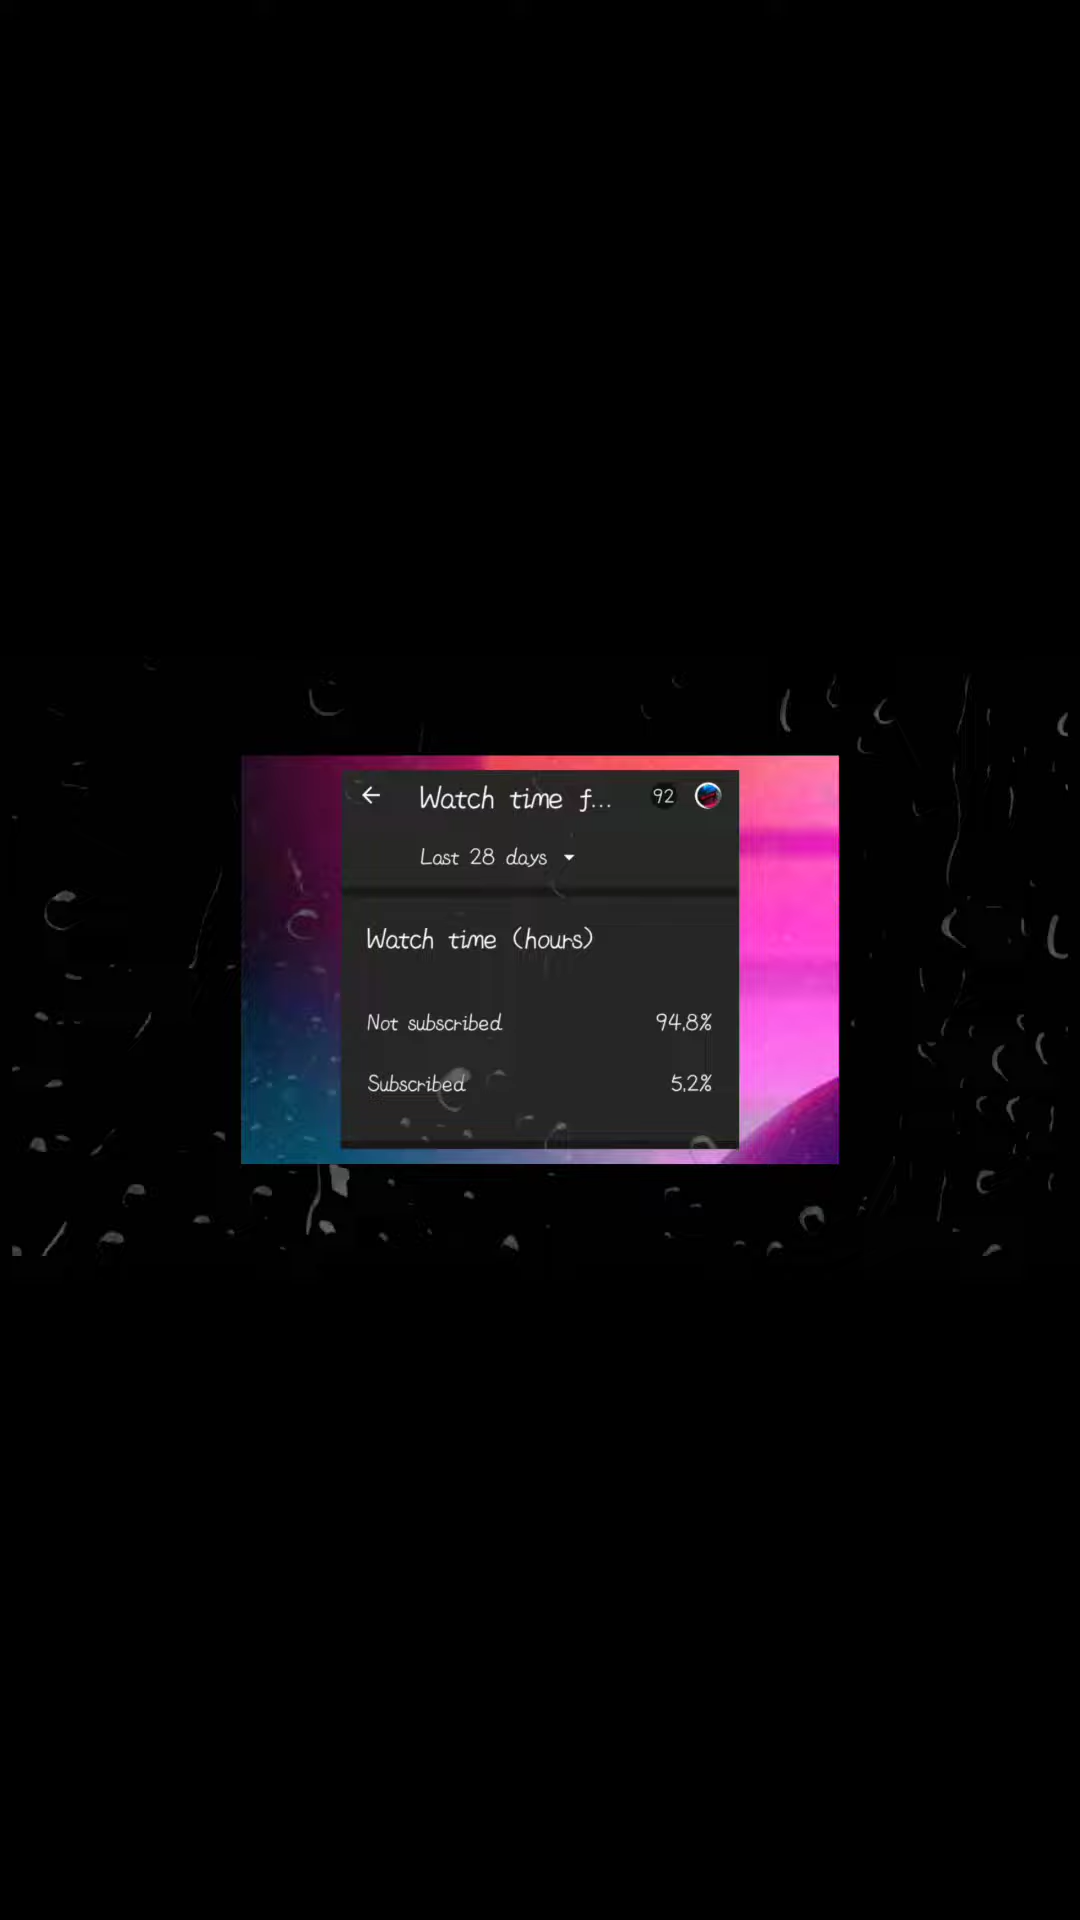 Watch time f...
92
Last 28 days
Watch time (hours)
Not subscribed 94.8%
Subscribed 5.2%